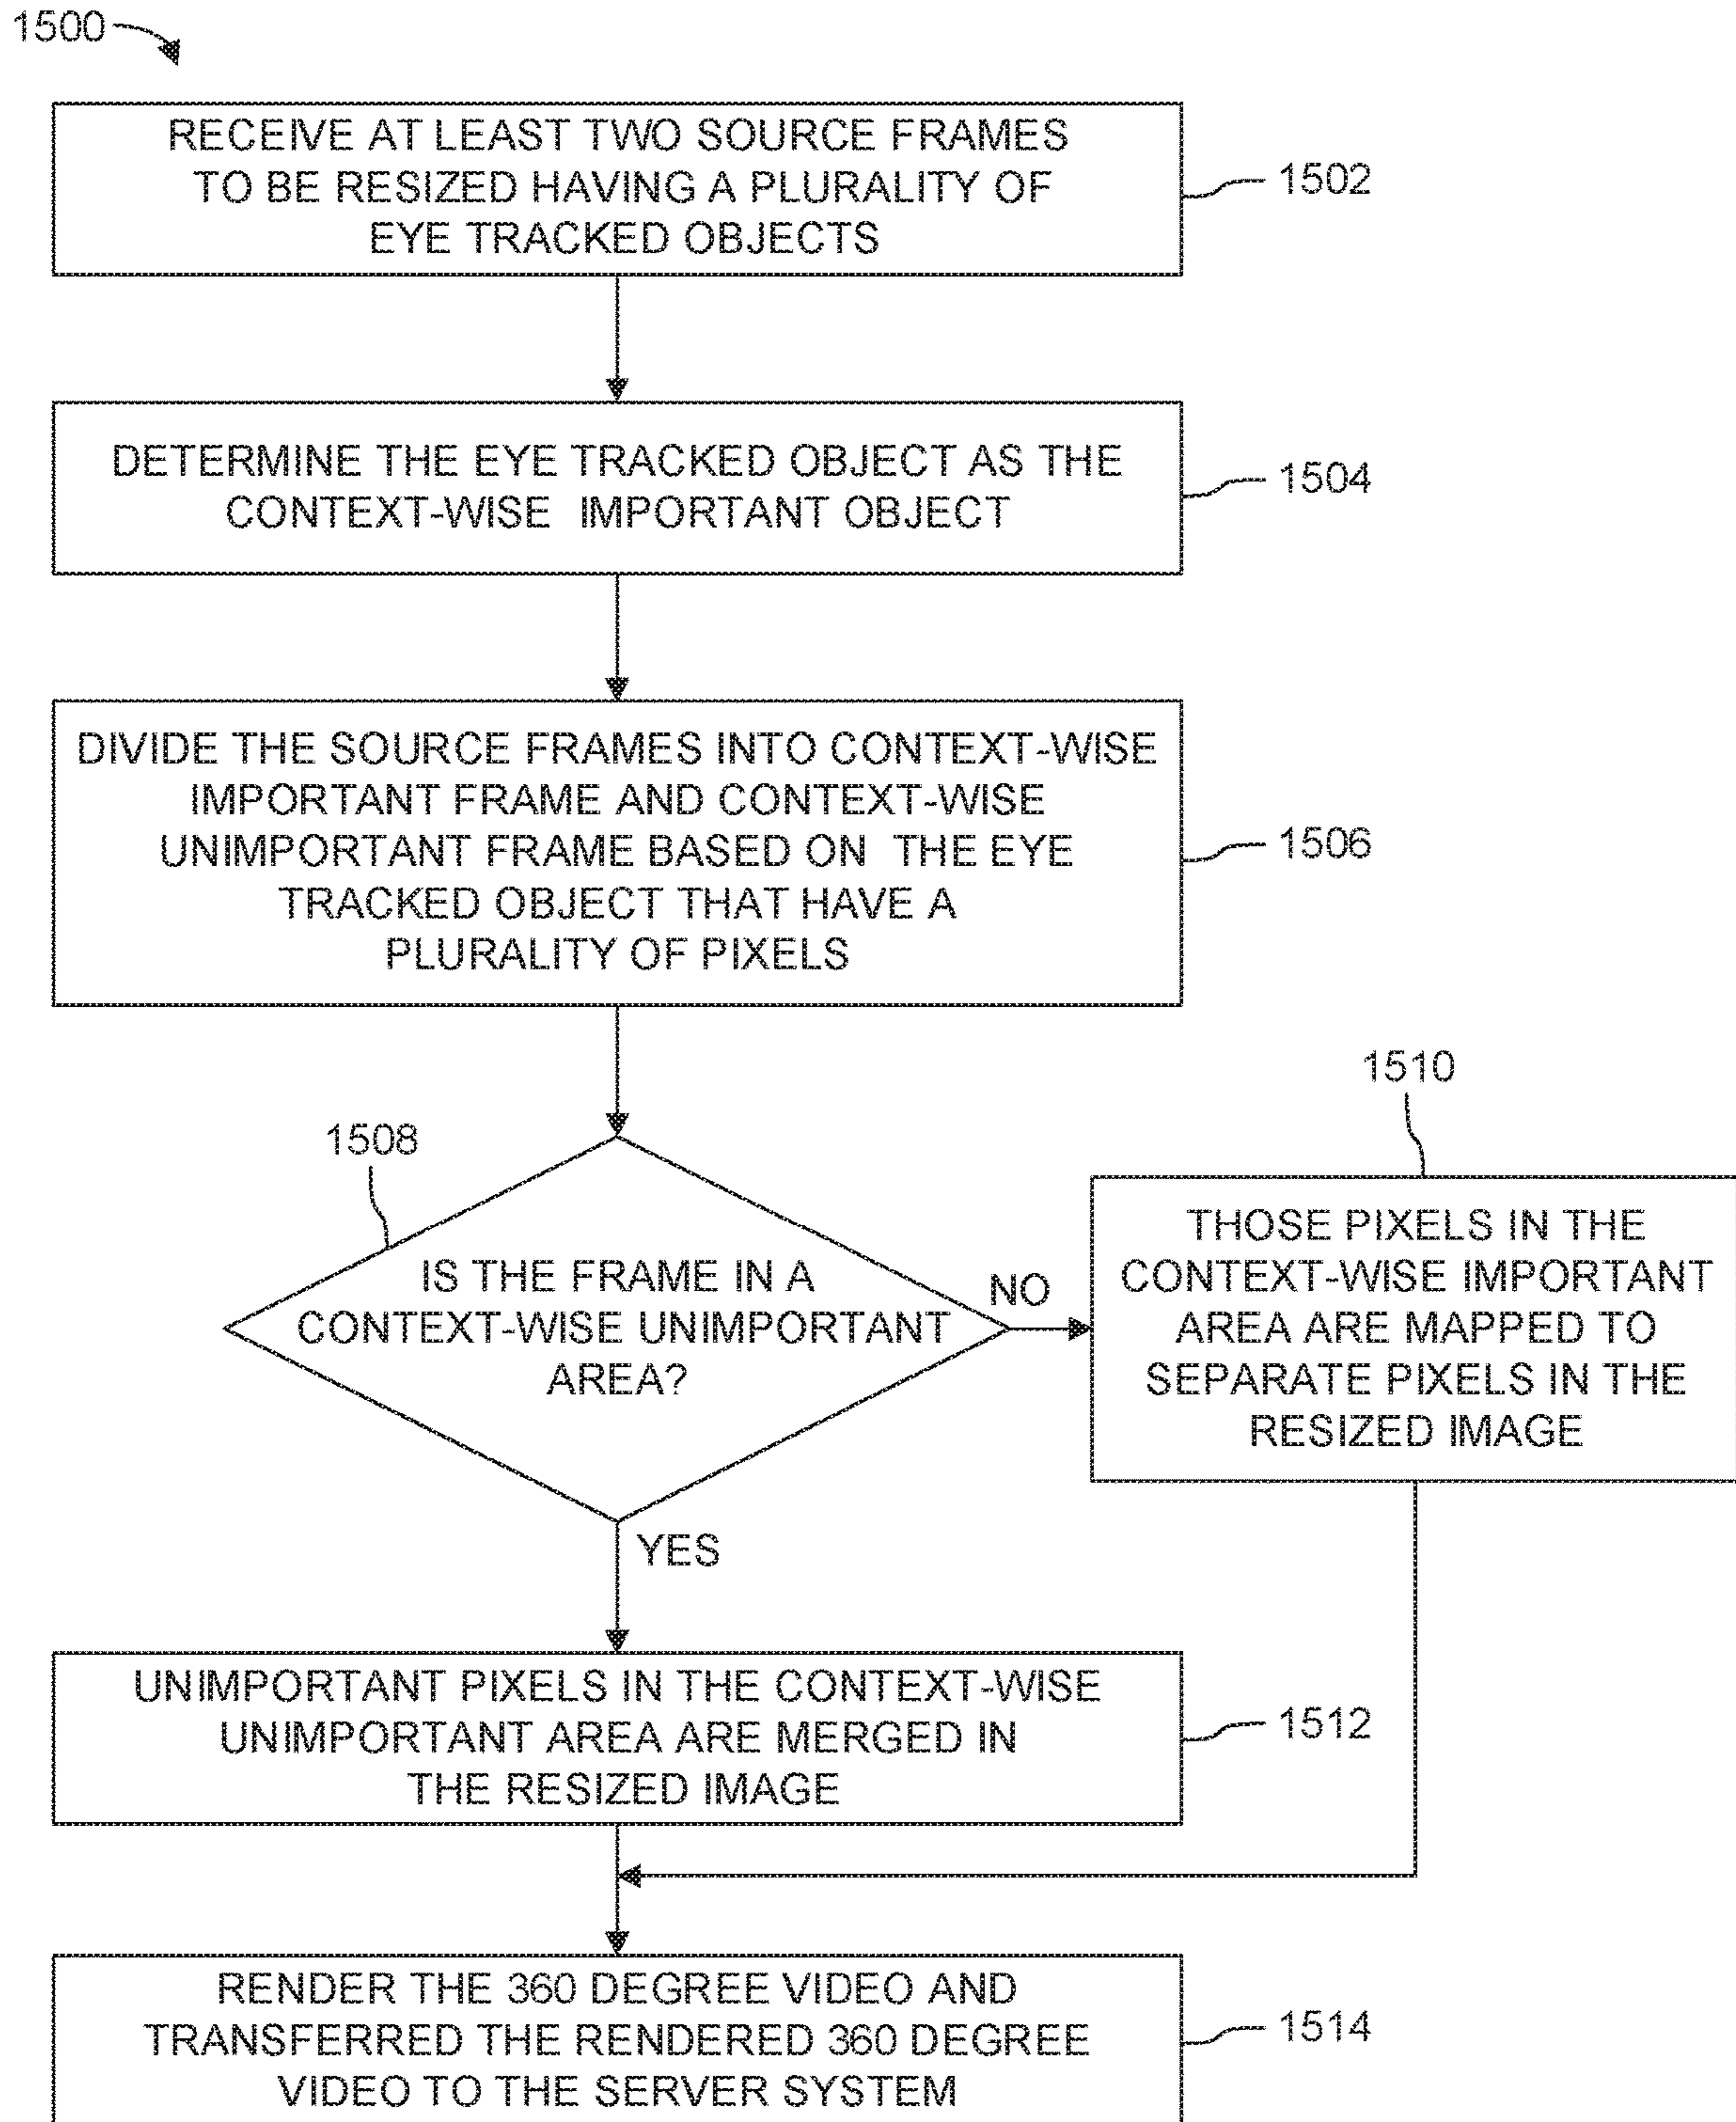 1500
RECEIVE AT LEAST TWO SOURCE FRAMES
TO BE RESIZED HAVING A PLURALITY OF
EYE TRACKED OBJECTS
1502
DETERMINE THE EYE TRACKED OBJECT AS THE
CONTEXT-WISE IMPORTANT OBJECT
1504
DIVIDE THE SOURCE FRAMES INTO CONTEXT-WISE
IMPORTANT FRAME AND CONTEXT-WISE
UNIMPORTANT FRAME BASED ON THE EYE
TRACKED OBJECT THAT HAVE A
PLURALITY OF PIXELS
1506
1508
IS THE FRAME IN A
CONTEXT-WISE UNIMPORTANT
AREA?
NO
1510
THOSE PIXELS IN THE
CONTEXT-WISE IMPORTANT
AREA ARE MAPPED TO
SEPARATE PIXELS IN THE
RESIZED IMAGE
YES
UNIMPORTANT PIXELS IN THE CONTEXT-WISE
UNIMPORTANT AREA ARE MERGED IN
THE RESIZED IMAGE
1512
RENDER THE 360 DEGREE VIDEO AND
TRANSFERRED THE RENDERED 360 DEGREE
VIDEO TO THE SERVER SYSTEM
1514